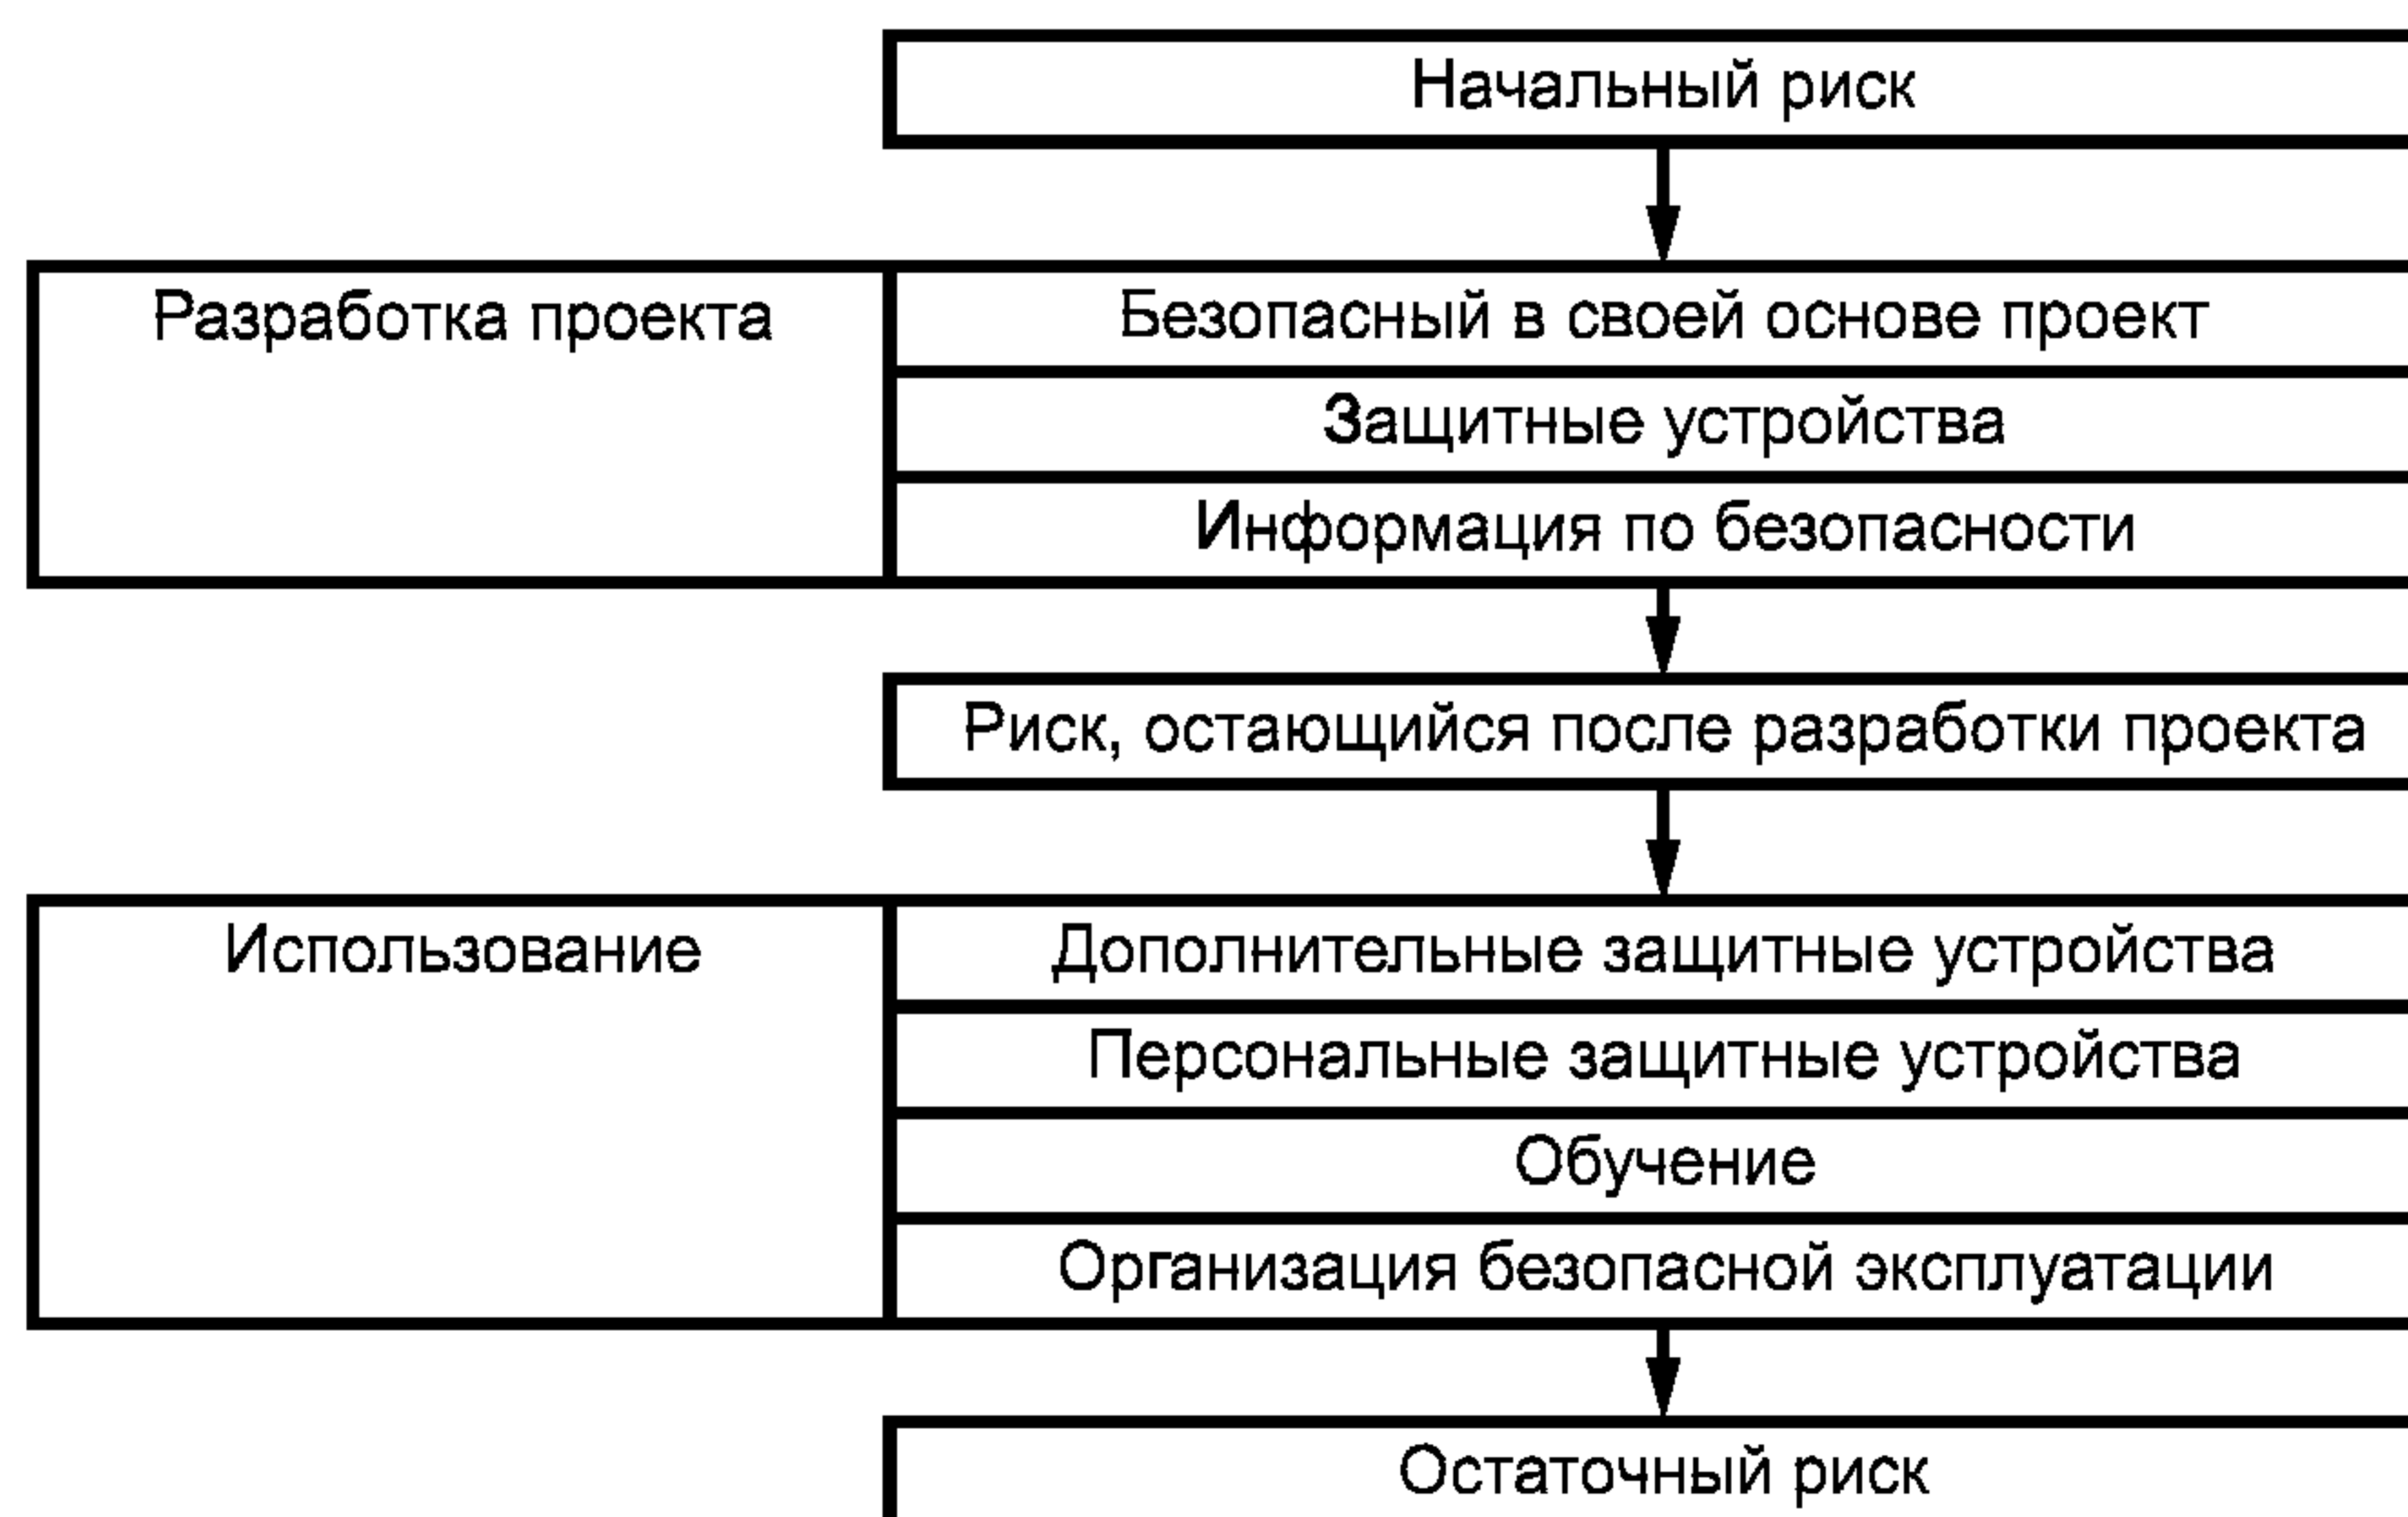 Начальный риск
Разработка проекта
Безопасный в своей основе проект
Защитные устройства
Информация по безопасности
Риск, остающийся после разработки проекта
Использование
Дополнительные защитные устройства
Персональные защитные устройства
Обучение
Организация безопасной эксплуатации
Остаточный риск